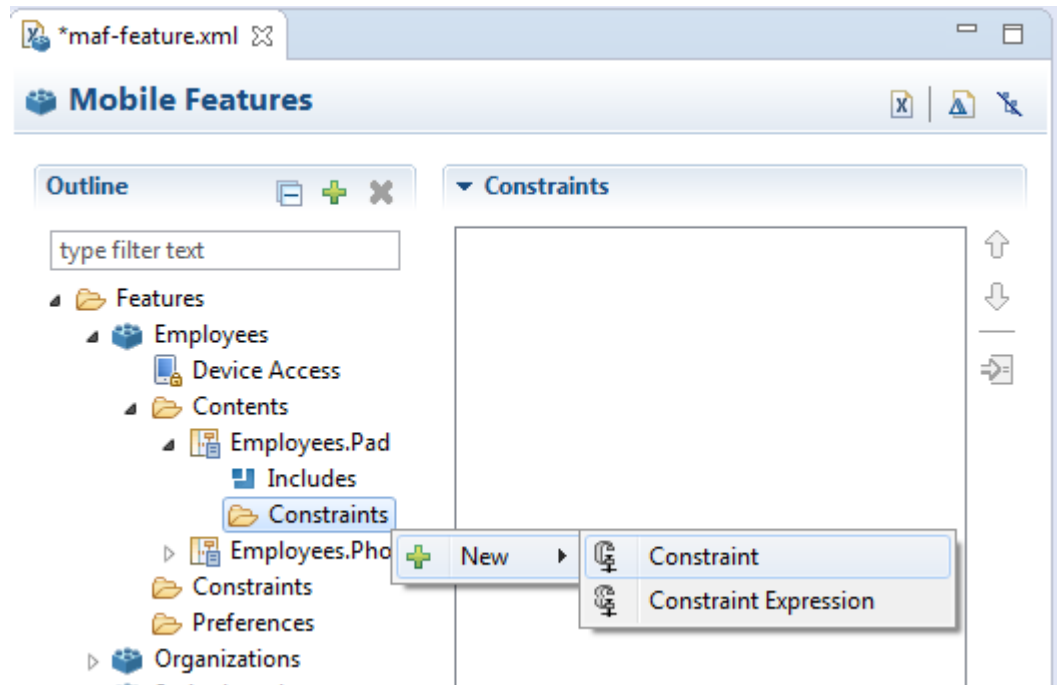 *maf-feature.xml
Mobile Features
Outline
Constraints
type filter text
Features
Employees
Device Access
Contents
Employees.Pad
Includes
Constraints
Employees.Pho
New
Constraint
Constraint Expression
Constraints
Preferences
Organizations